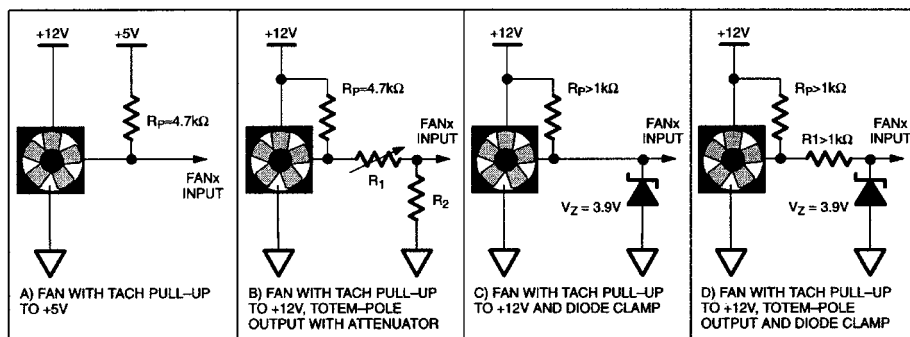 +12V
+5V
RP=4.7kΩ
FANx
INPUT
A) FAN WITH TACH PULL–UP
TO +5V
+12V
RP=4.7kΩ
FANx
INPUT
R1
R2
B) FAN WITH TACH PULL–UP
TO +12V, TOTEM–POLE
OUTPUT WITH ATTENUATOR
+12V
RP>1kΩ
FANx
INPUT
VZ = 3.9V
C) FAN WITH TACH PULL–UP
TO +12V AND DIODE CLAMP
+12V
RP>1kΩ
FANx
INPUT
R1>1kΩ
VZ = 3.9V
D) FAN WITH TACH PULL–UP
TO +12V, TOTEM–POLE
OUTPUT AND DIODE CLAMP